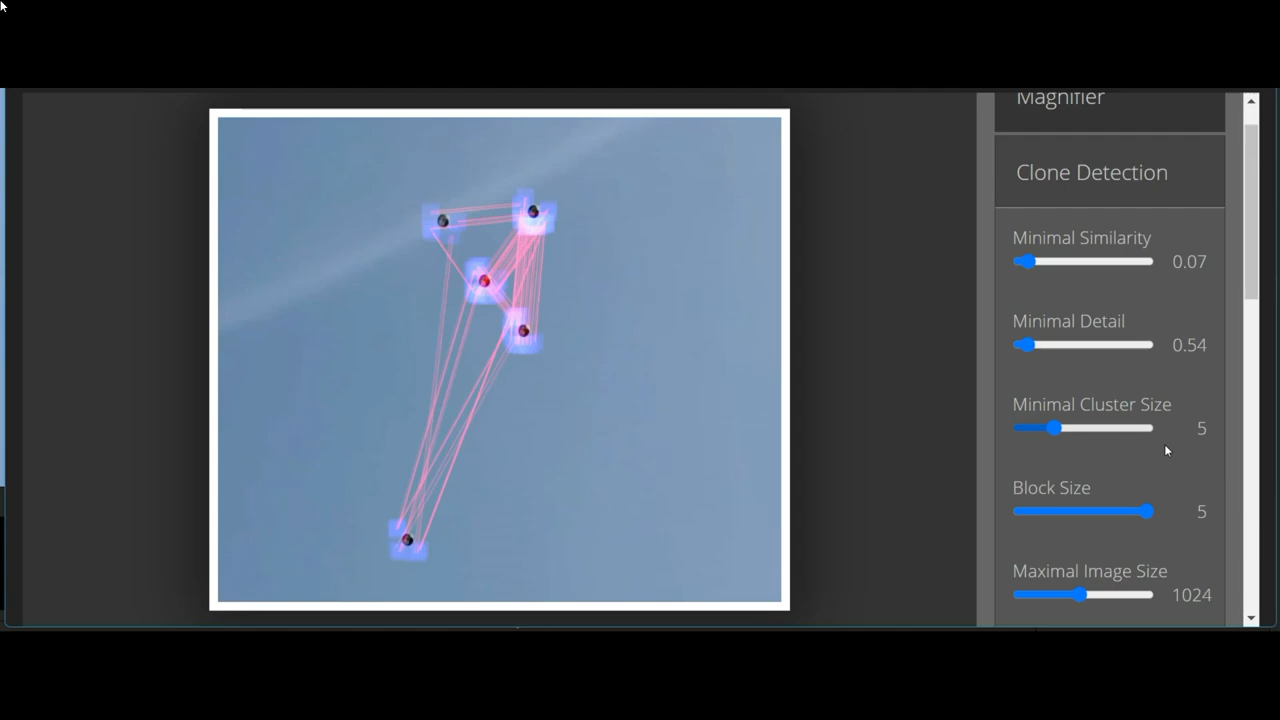 Magnifier
Clone Detection
Minimal Similarity
0.07
Minimal Detail
0.54
Minimal Cluster Size
5
Block Size
5
Maximal Image Size
1024